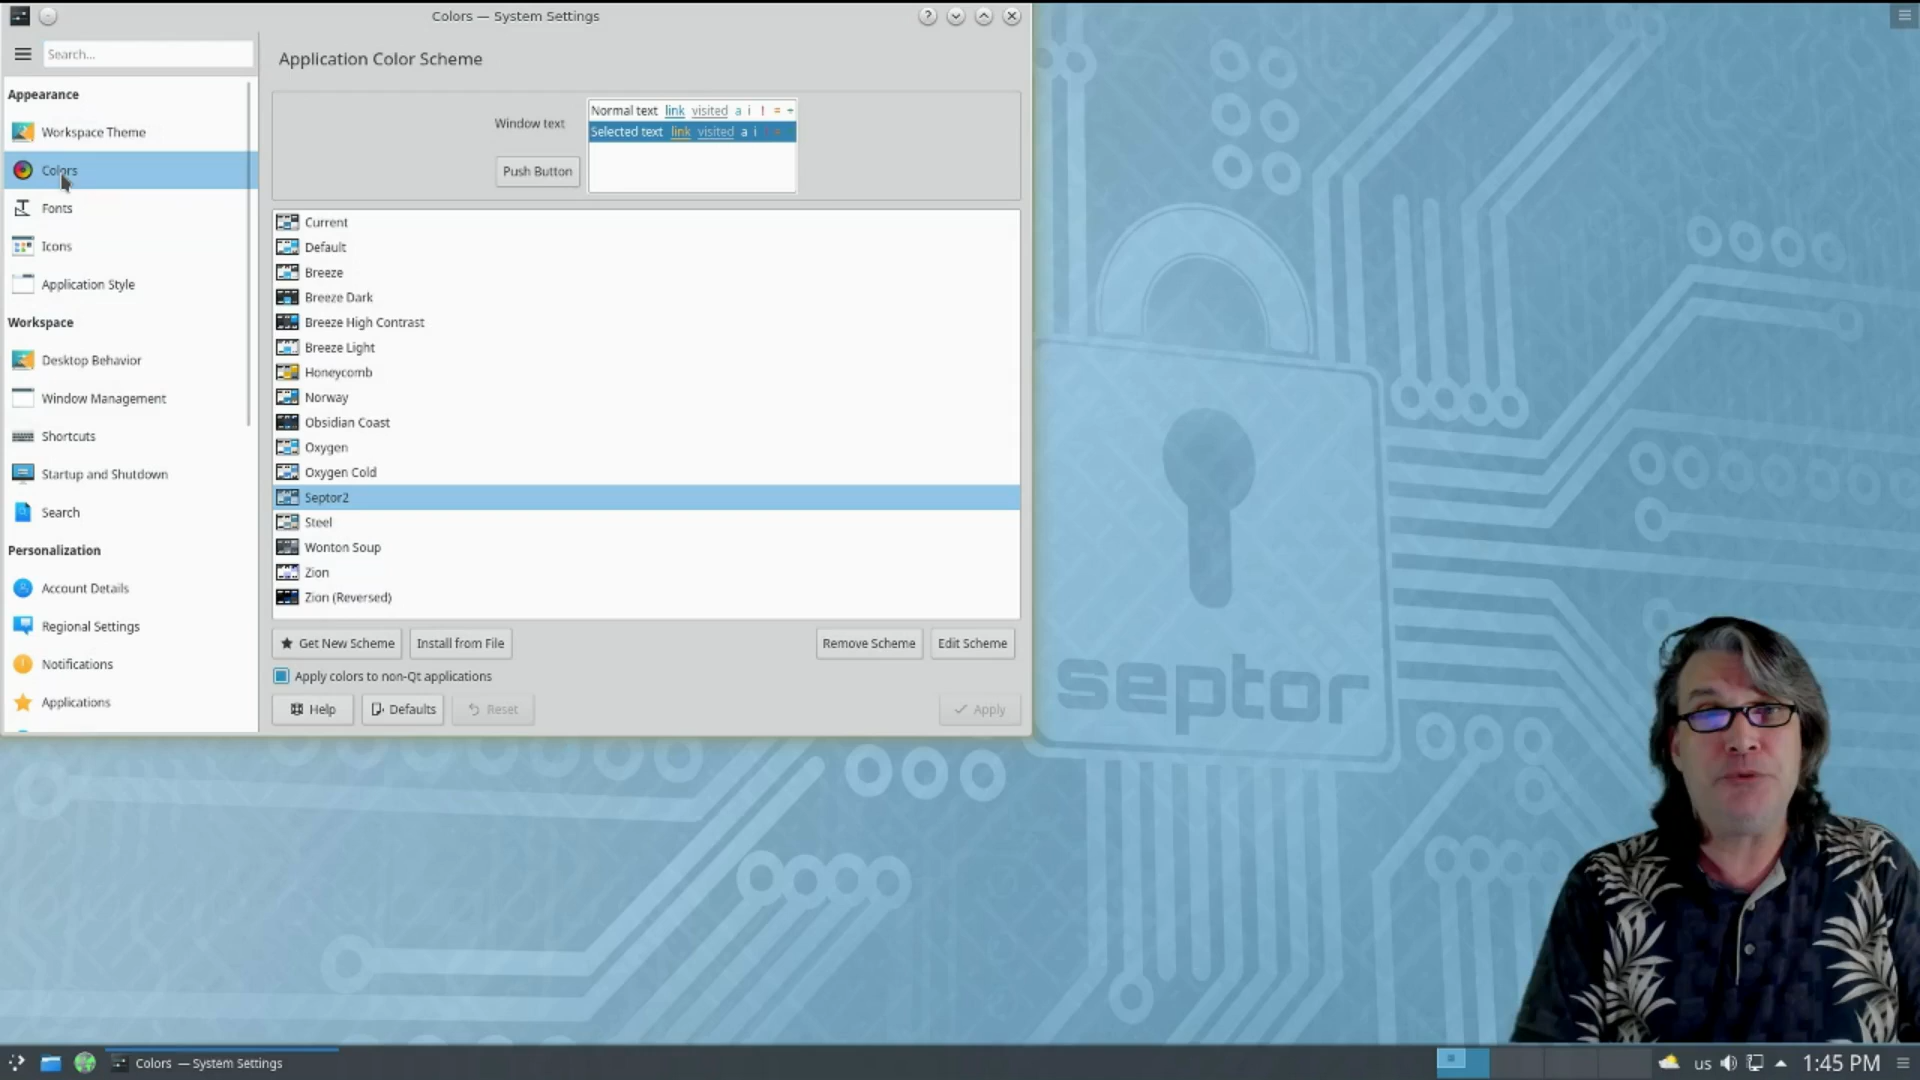 Colors — System Settings
Search...
Application Color Scheme
Appearance
Workspace Theme
Colors
Fonts
Icons
Application Style
Workspace
Desktop Behavior
Window Management
Shortcuts
Startup and Shutdown
Search
Personalization
Account Details
Regional Settings
Notifications
Applications
Window text
Push Button
Normal text link visited a i ! = +
Selected text link visited a i ! =
Current
Default
Breeze
Breeze Dark
Breeze High Contrast
Breeze Light
Honeycomb
Norway
Obsidian Coast
Oxygen
Oxygen Cold
Septor2
Steel
Wonton Soup
Zion
Zion (Reversed)
Get New Scheme
Install from File
Remove Scheme
Edit Scheme
Apply colors to non-Qt applications
Help
Defaults
Reset
Apply
septor
Colors — System Settings
us
1:45 PM